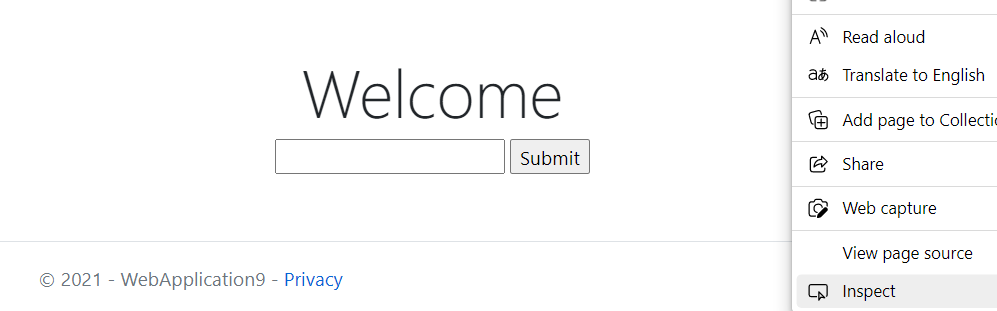 Welcome
Submit
© 2021 - WebApplication9 - Privacy
Read aloud
Translate to English
Add page to Collectio
Share
Web capture
View page source
Inspect